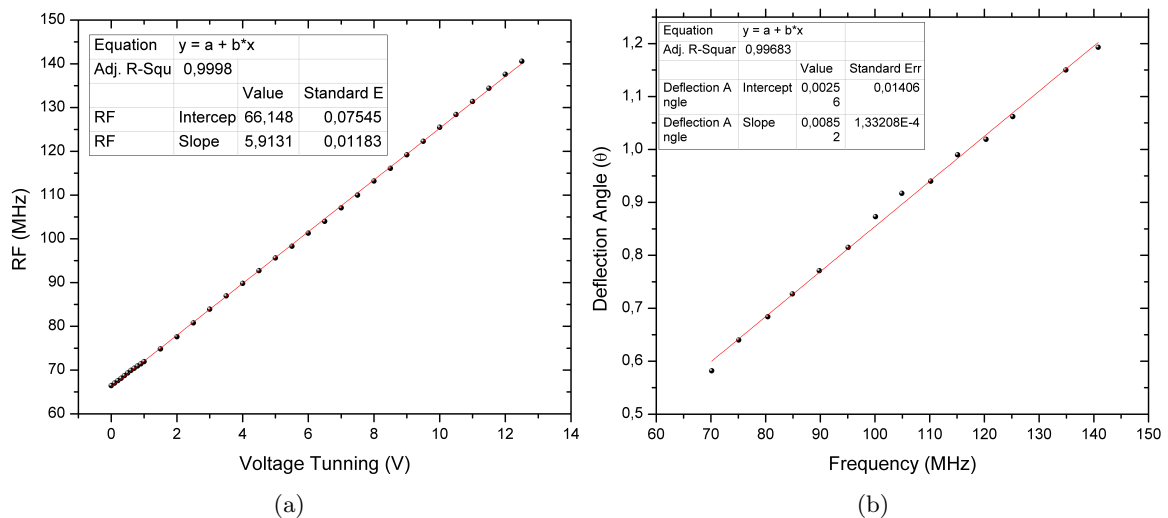 Equation y = a + b*x
Adj. R-Squ 0,9998
Value Standard E
RF Intercep 66,148 0,07545
RF Slope 5,9131 0,01183
150
140
130
120
110
100
90
80
70
60
RF (MHz)
0 2 4 6 8 10 12 14
Voltage Tunning (V)
(a)
Equation y = a + b*x
Adj. R-Squar 0,99683
Value Standard Err
Deflection A Intercept 0,0025 0,01406
ngle 6
Deflection A Slope 0,0085 1,33208E-4
ngle 2
1,2
1,1
1,0
0,9
0,8
0,7
0,6
0,5
Deflection Angle (θ)
60 70 80 90 100 110 120 130 140 150
Frequency (MHz)
(b)